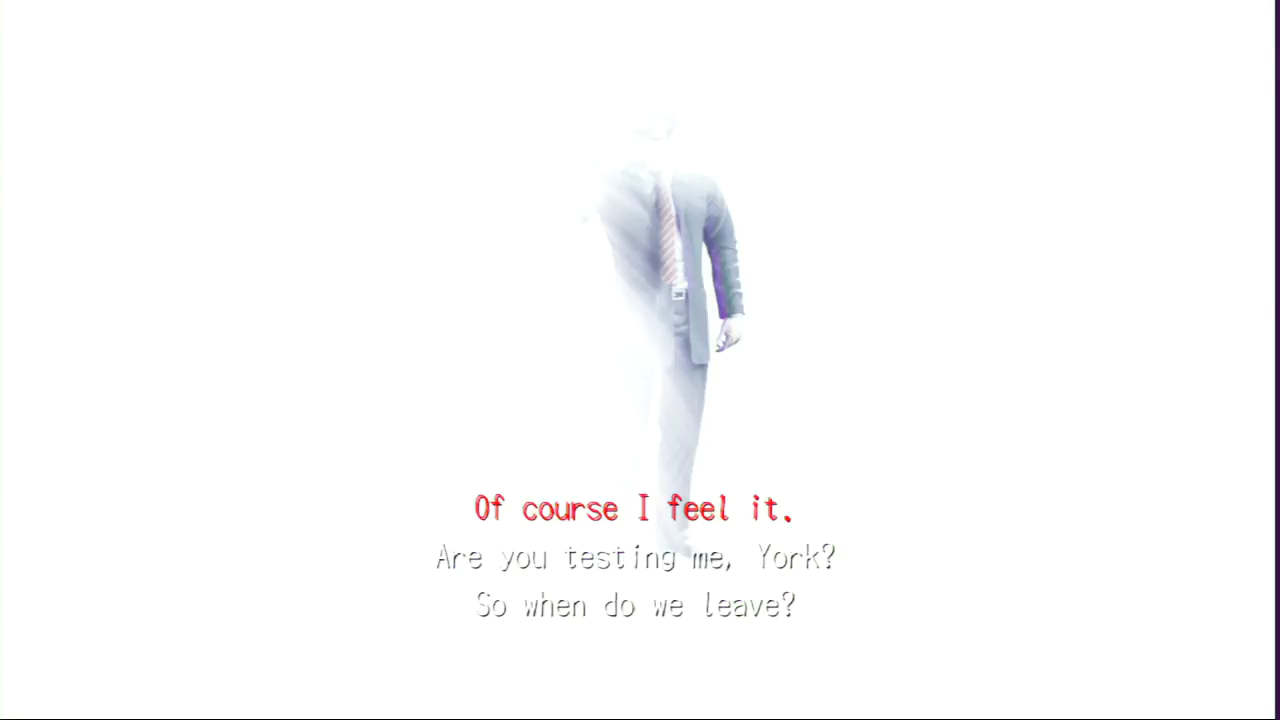 Of course I feel it.
Are you testing me, York?
So when do we leave?